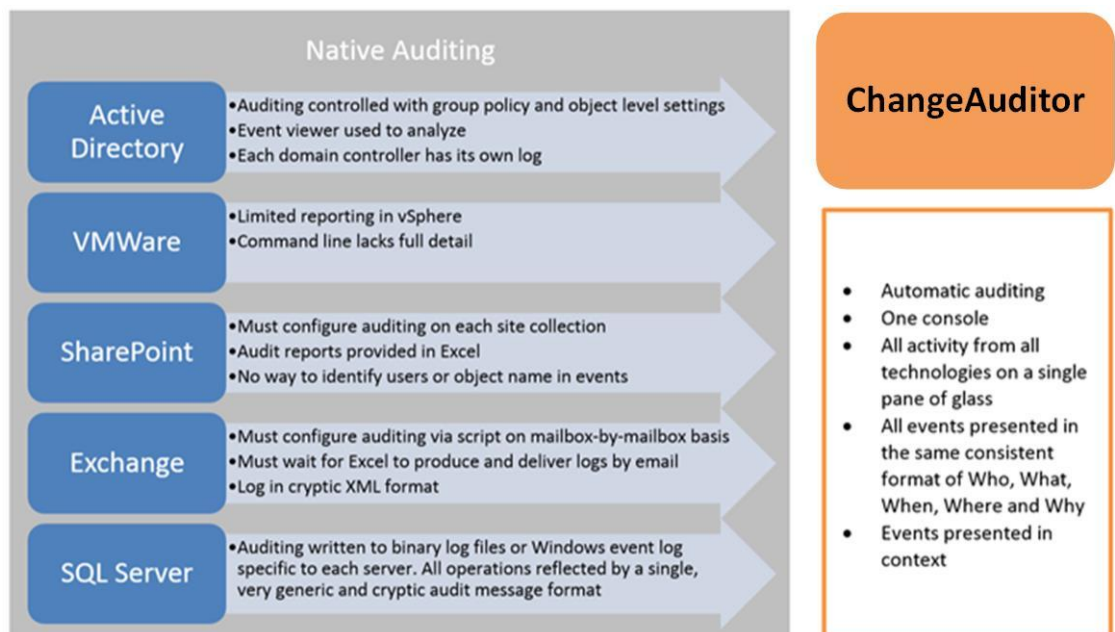 Native Auditing
Active
Directory
•Auditing controlled with group policy and object level settings
•Event viewer used to analyze
•Each domain controller has its own log
VMWare
•Limited reporting in vSphere
•Command line lacks full detail
SharePoint
•Must configure auditing on each site collection
•Audit reports provided in Excel
•No way to identify users or object name in events
Exchange
•Must configure auditing via script on mailbox-by-mailbox basis
•Must wait for Excel to produce and deliver logs by email
•Log in cryptic XML format
SQL Server
•Auditing written to binary log files or Windows event log
specific to each server. All operations reflected by a single,
very generic and cryptic audit message format
ChangeAuditor
• Automatic auditing
• One console
• All activity from all
technologies on a single
pane of glass
• All events presented in
the same consistent
format of Who, What,
When, Where and Why
• Events presented in
context